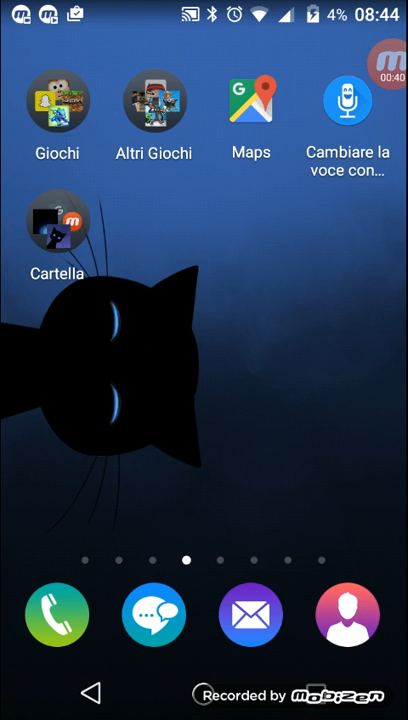 4% 08:44
00:40
Giochi
Altri Giochi
Maps
Cambiare la
voce con...
Cartella
Recorded by mobizen